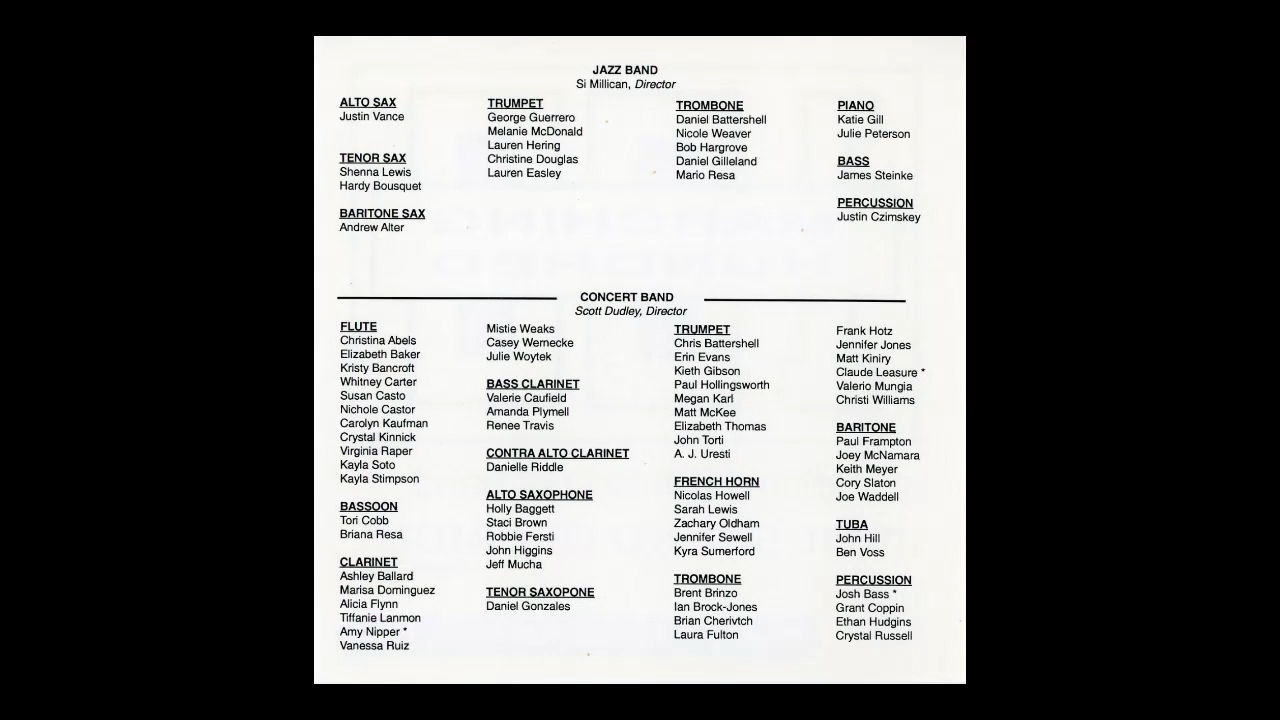 JAZZ BAND
Si Millican, Director
ALTO SAX
Justin Vance
TENOR SAX
Shenna Lewis
Hardy Bousquet
BARITONE SAX
Andrew Alter
TRUMPET
George Guerrero
Melanie McDonald
Lauren Hering
Christine Douglas
Lauren Easley
TROMBONE
Daniel Battershell
Nicole Weaver
Bob Hargrove
Daniel Gilleland
Mario Resa
PIANO
Katie Gill
Julie Peterson
BASS
James Steinke
PERCUSSION
Justin Czimskey
CONCERT BAND
Scott Dudley, Director
FLUTE
Christina Abels
Elizabeth Baker
Kristy Bancroft
Whitney Carter
Susan Casto
Nichole Castor
Carolyn Kaufman
Crystal Kinnick
Virginia Raper
Kayla Soto
Kayla Stimpson
BASSOON
Tori Cobb
Briana Resa
CLARINET
Ashley Ballard
Marisa Dominguez
Alicia Flynn
Tiffanie Lanmon
Amy Nipper *
Vanessa Ruiz
Mistie Weaks
Casey Wernecke
Julie Woytek
BASS CLARINET
Valerie Caufield
Amanda Plymell
Renee Travis
CONTRA ALTO CLARINET
Danielle Riddle
ALTO SAXOPHONE
Holly Baggett
Staci Brown
Robbie Fersti
John Higgins
Jeff Mucha
TENOR SAXOPONE
Daniel Gonzales
TRUMPET
Chris Battershell
Erin Evans
Kieth Gibson
Paul Hollingsworth
Megan Karl
Matt McKee
Elizabeth Thomas
John Torti
A. J. Uresti
FRENCH HORN
Nicolas Howell
Sarah Lewis
Zachary Oldham
Jennifer Sewell
Kyra Sumerford
TROMBONE
Brent Brinzo
Ian Brock-Jones
Brian Cherivtch
Laura Fulton
Frank Hotz
Jennifer Jones
Matt Kiniry
Claude Leasure *
Valerio Mungia
Christi Williams
BARITONE
Paul Frampton
Joey McNamara
Keith Meyer
Cory Slaton
Joe Waddell
TUBA
John Hill
Ben Voss
PERCUSSION
Josh Bass *
Grant Coppin
Ethan Hudgins
Crystal Russell